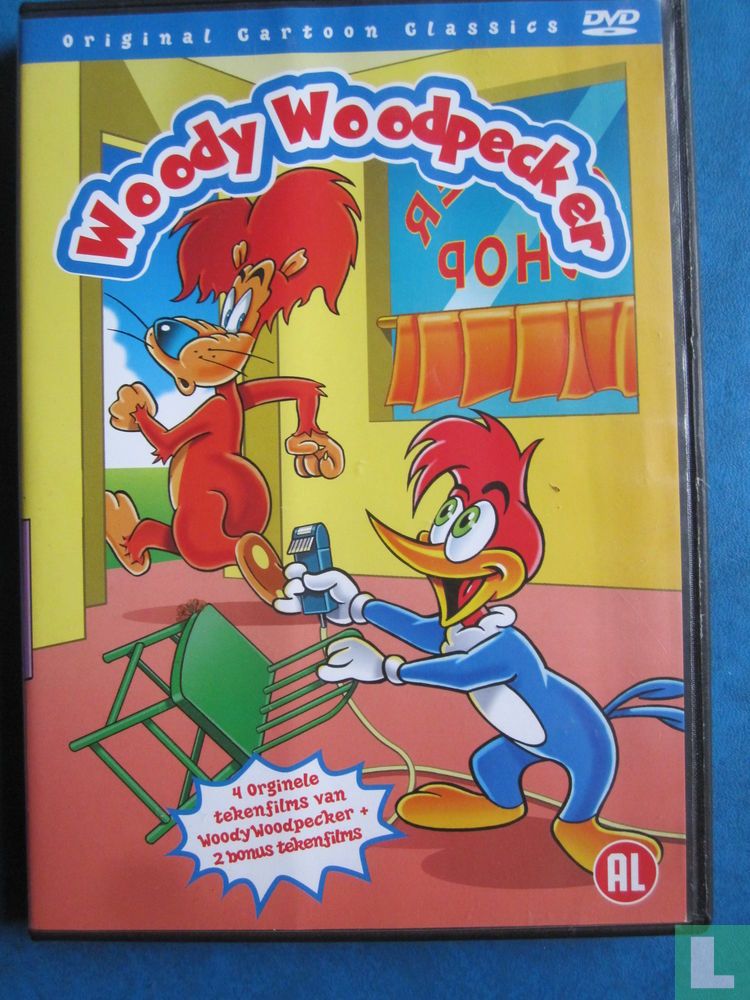 Original Cartoon Classics DVD
Woody Woodpecker
HOP
4 Orginele
tekenfilms van
Woody Woodpecker +
2 bonus tekenfilms
AL
L